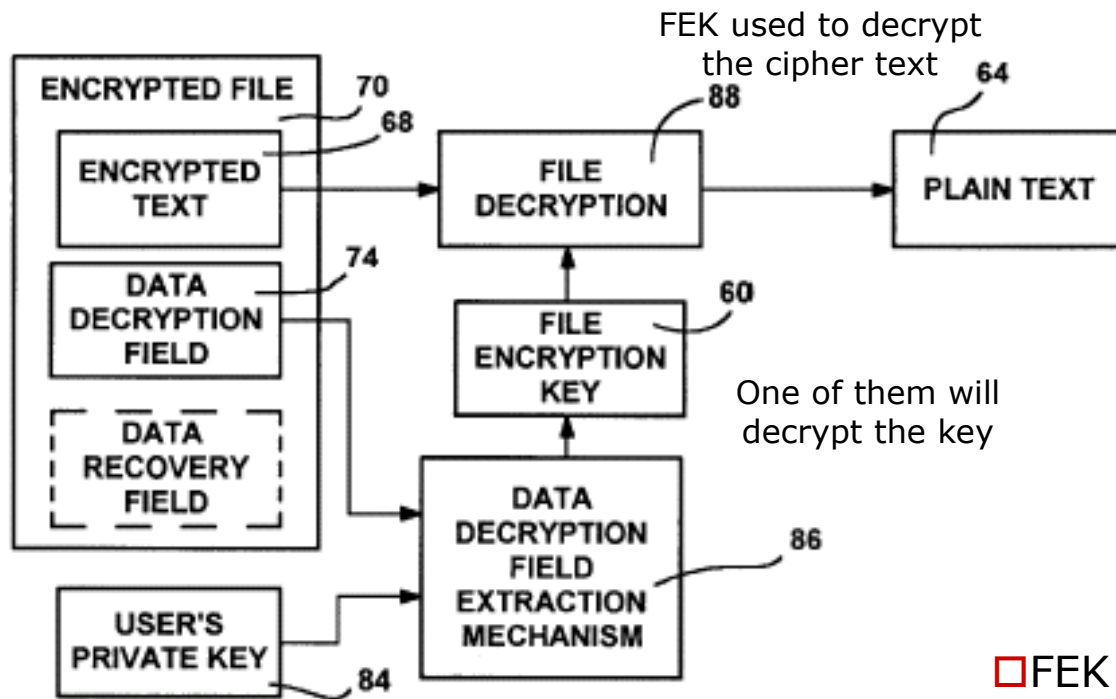 FEK used to decrypt
the cipher text
ENCRYPTED FILE
70
68
ENCRYPTED
TEXT
88
FILE
DECRYPTION
64
PLAIN TEXT
74
DATA
DECRYPTION
FIELD
60
FILE
ENCRYPTION
KEY
One of them will
decrypt the key
DATA
RECOVERY
FIELD
DATA
DECRYPTION
FIELD
EXTRACTION
MECHANISM
86
USER'S
PRIVATE KEY
84
FEK